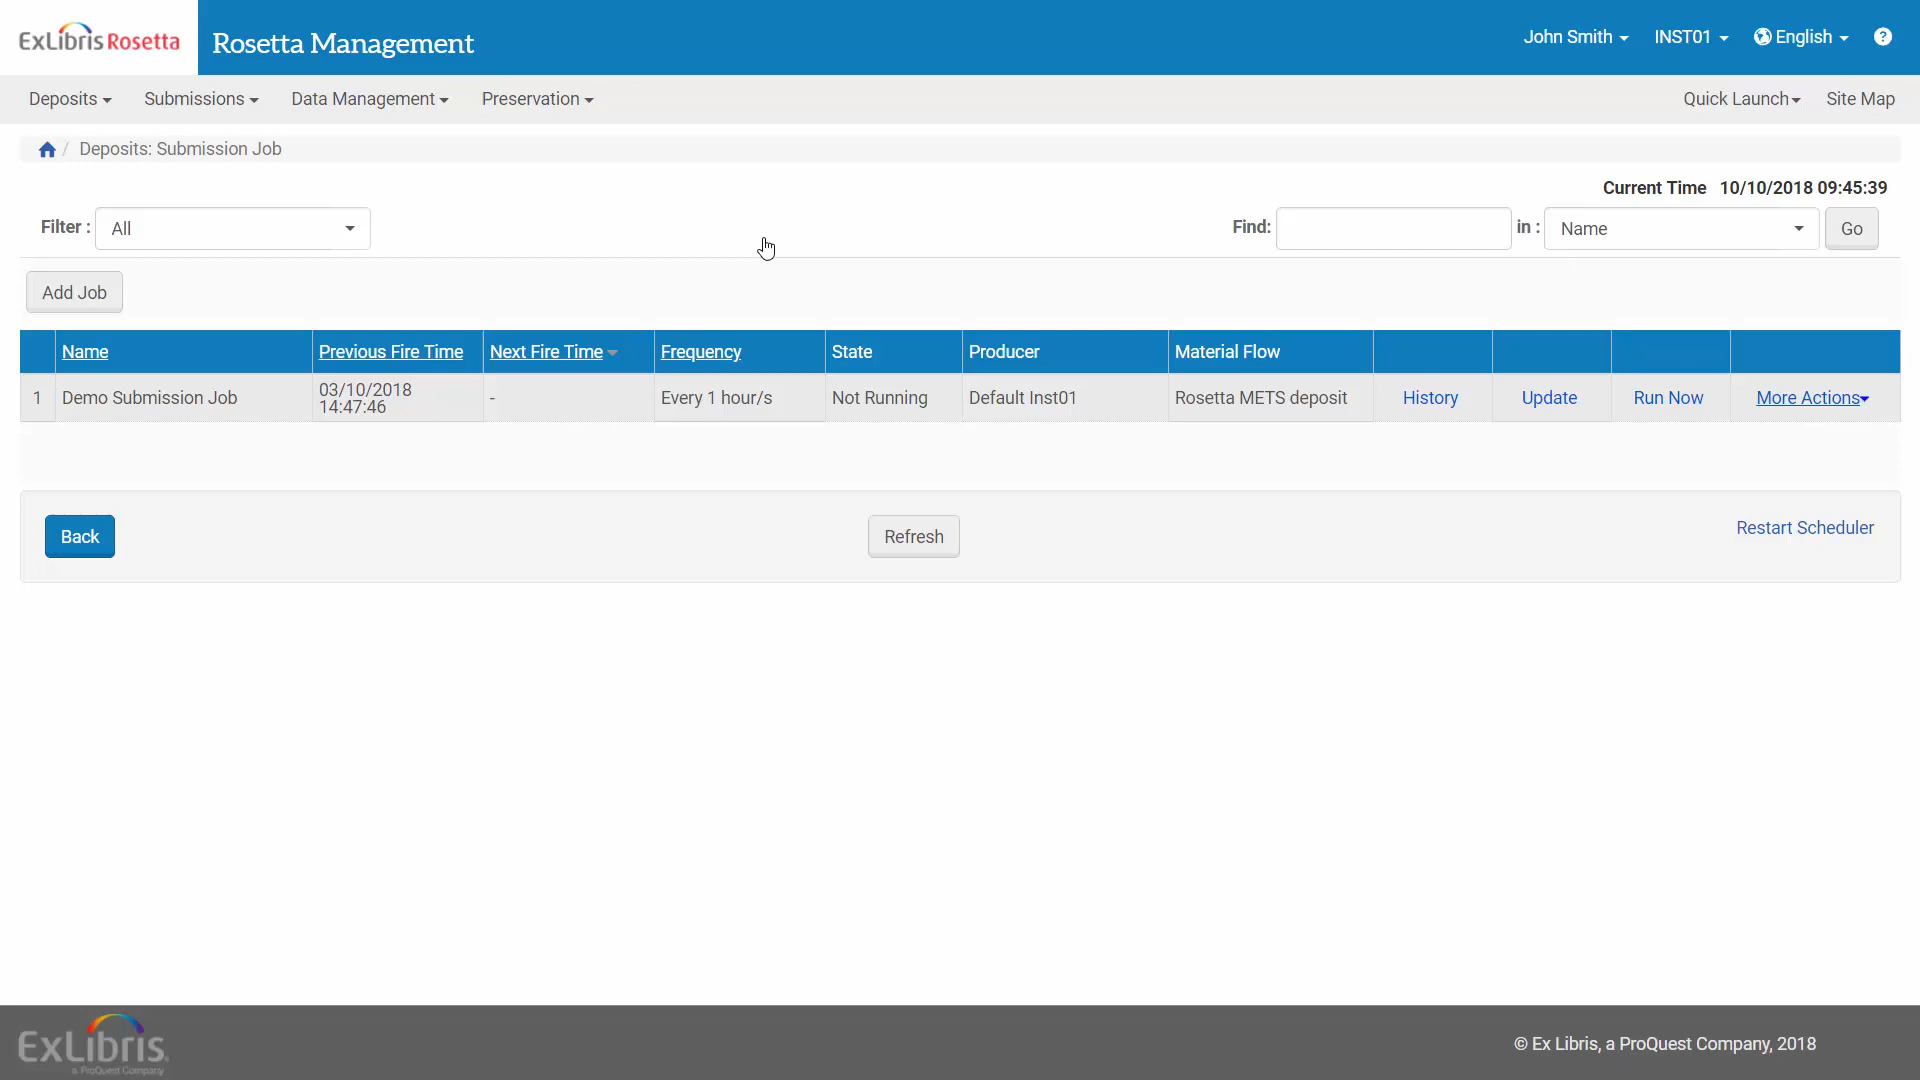 ExLibris Rosetta
Rosetta Management
John Smith INST01 English ?
Deposits Submissions Data Management Preservation Quick Launch Site Map
/ Deposits: Submission Job
Current Time 10/10/2018 09:45:39
Filter : All Find: in : Name Go
Add Job
Name Previous Fire Time Next Fire Time Frequency State Producer Material Flow
1 Demo Submission Job 03/10/2018 14:47:46 - Every 1 hour/s Not Running Default Inst01 Rosetta METS deposit History Update Run Now More Actions
Back Refresh Restart Scheduler
ExLibris
a ProQuest Company
© Ex Libris, a ProQuest Company, 2018